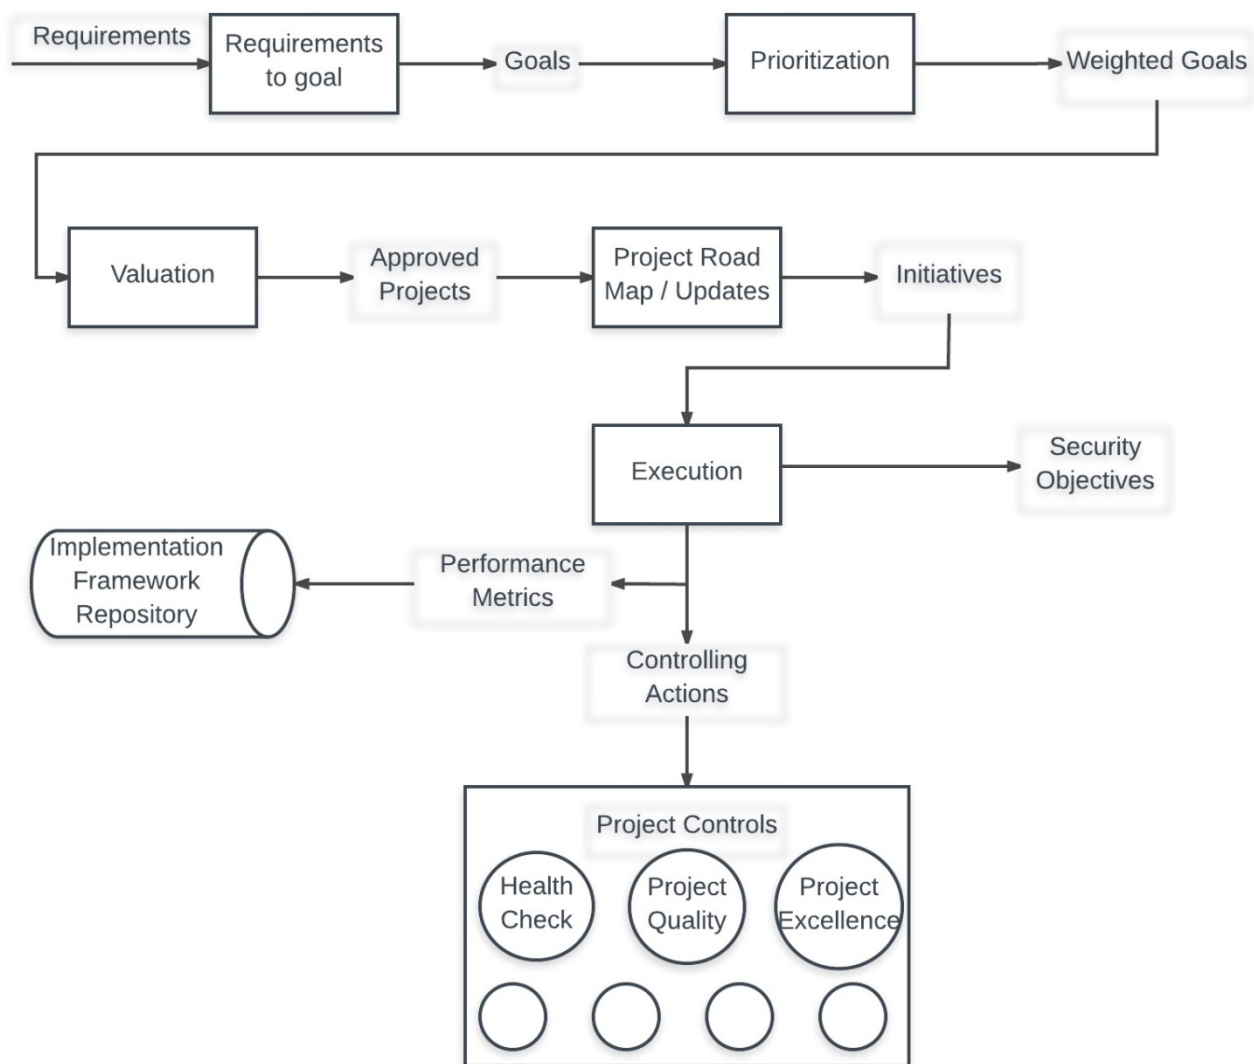 Requirements
Requirements
to goal
Goals
Prioritization
Weighted Goals
Valuation
Approved
Projects
Project Road
Map / Updates
Initiatives
Execution
Security
Objectives
Implementation
Framework
Repository
Performance
Metrics
Controlling
Actions
Project Controls
Health
Check
Project
Quality
Project
Excellence